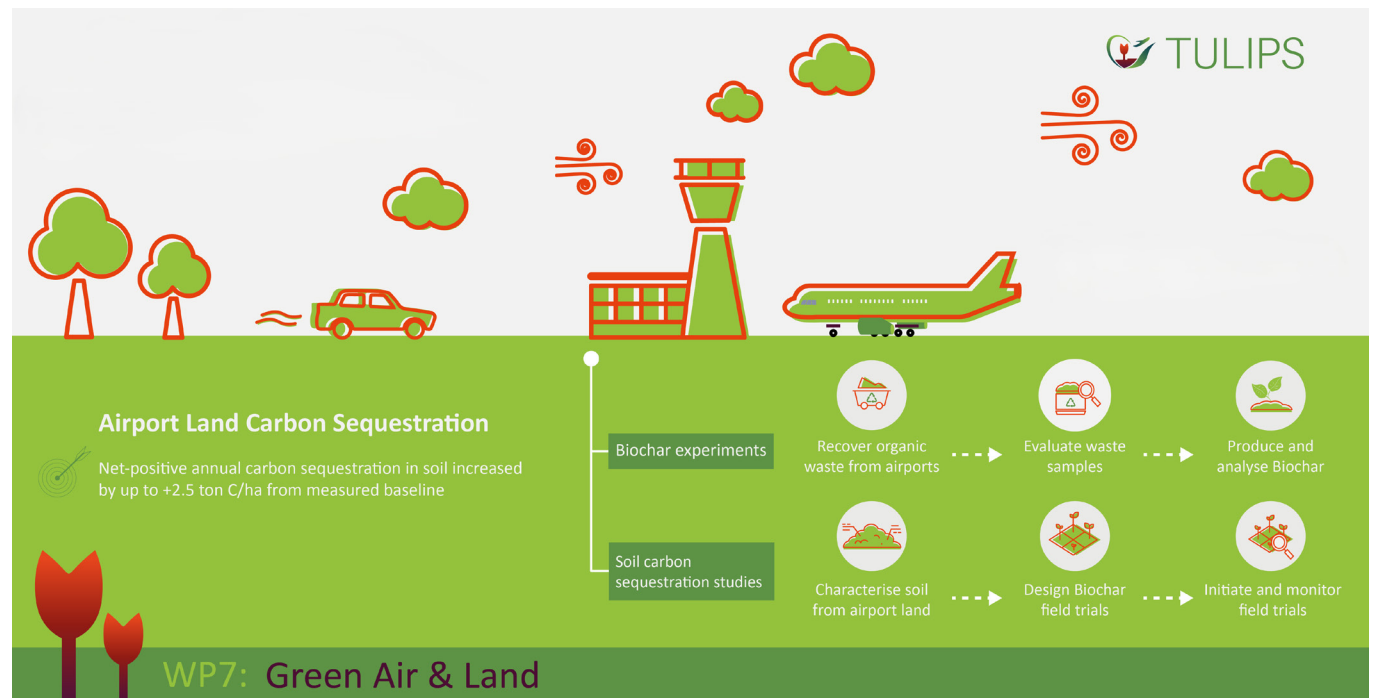 TULIPS
Airport Land Carbon Sequestration
Net-positive annual carbon sequestration in soil increased
by up to +2.5 ton C/ha from measured baseline
Biochar experiments
Recover organic
waste from airports
Evaluate waste
samples
Produce and
analyse Biochar
Soil carbon
sequestration studies
Characterise soil
from airport land
Design Biochar
field trials
Initiate and monitor
field trials
WP7: Green Air & Land